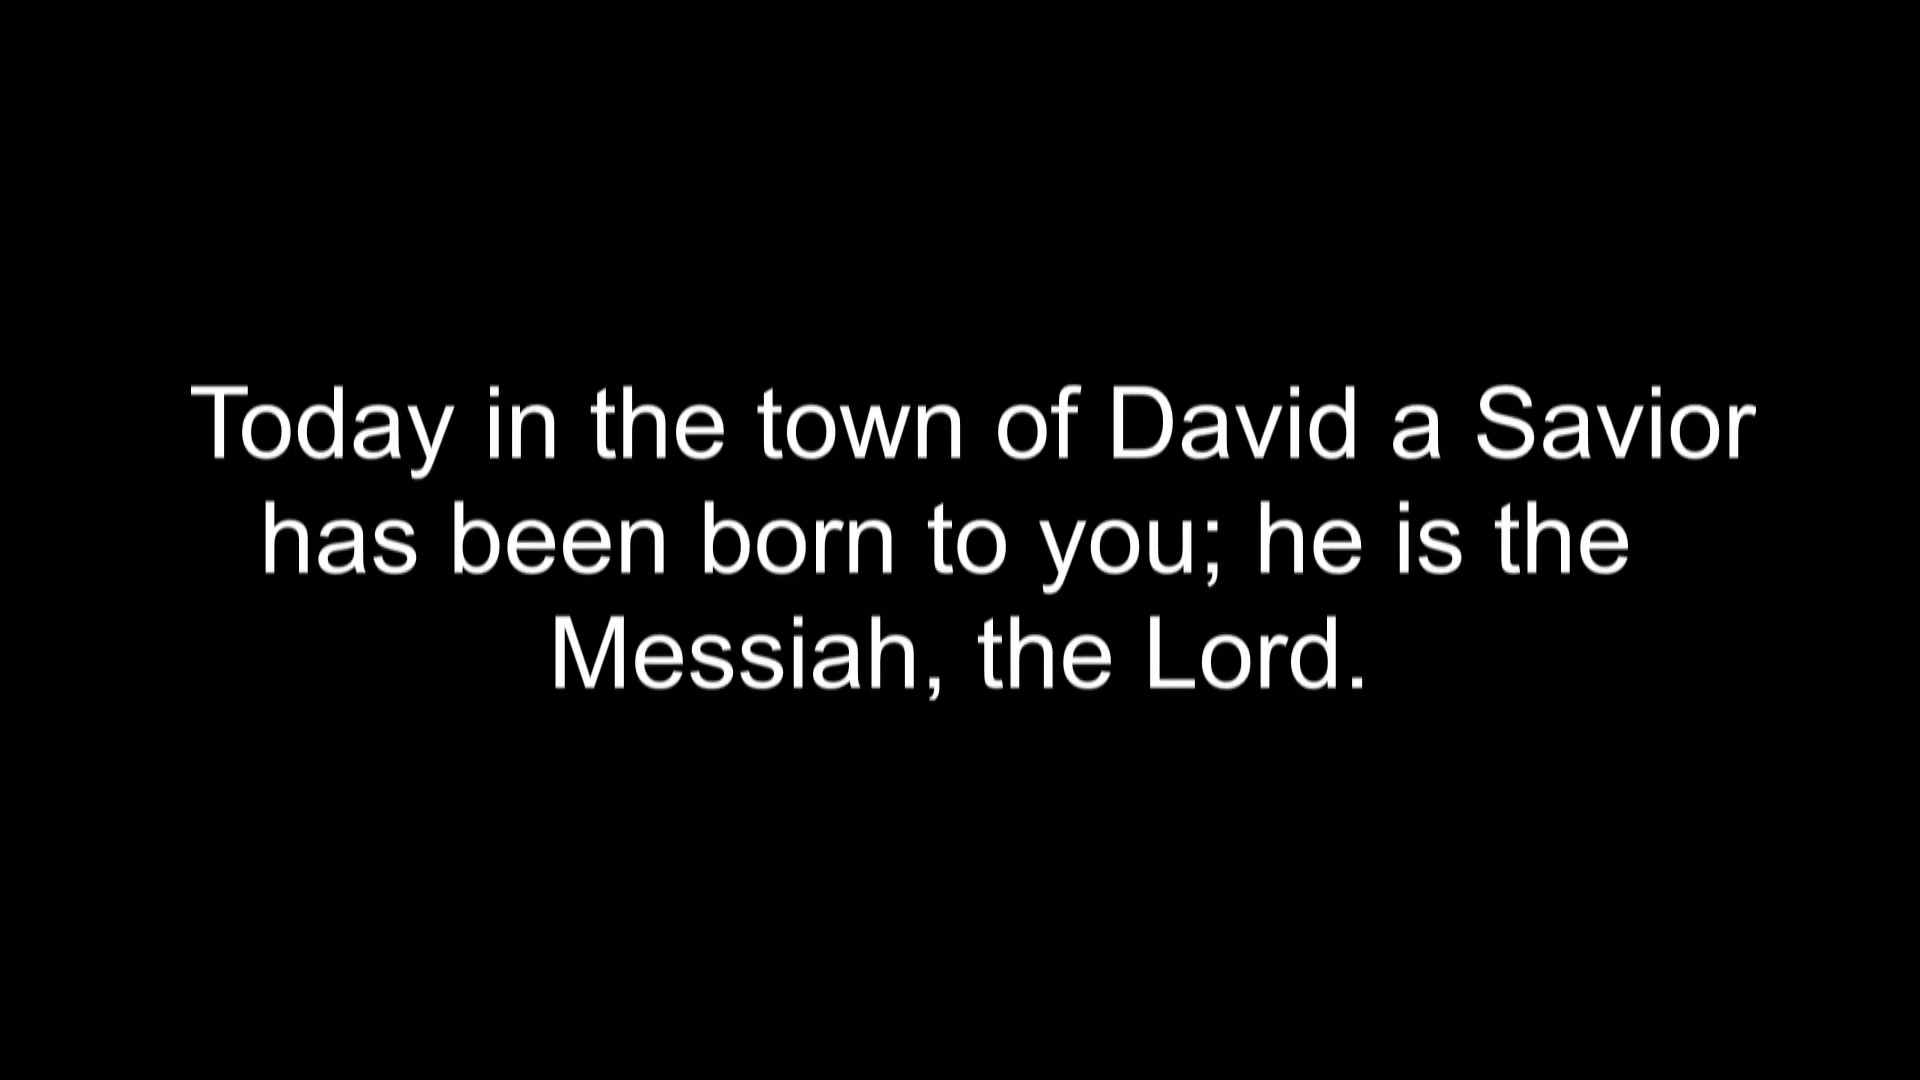 Today in the town of David a Savior
has been born to you; he is the
Messiah, the Lord.